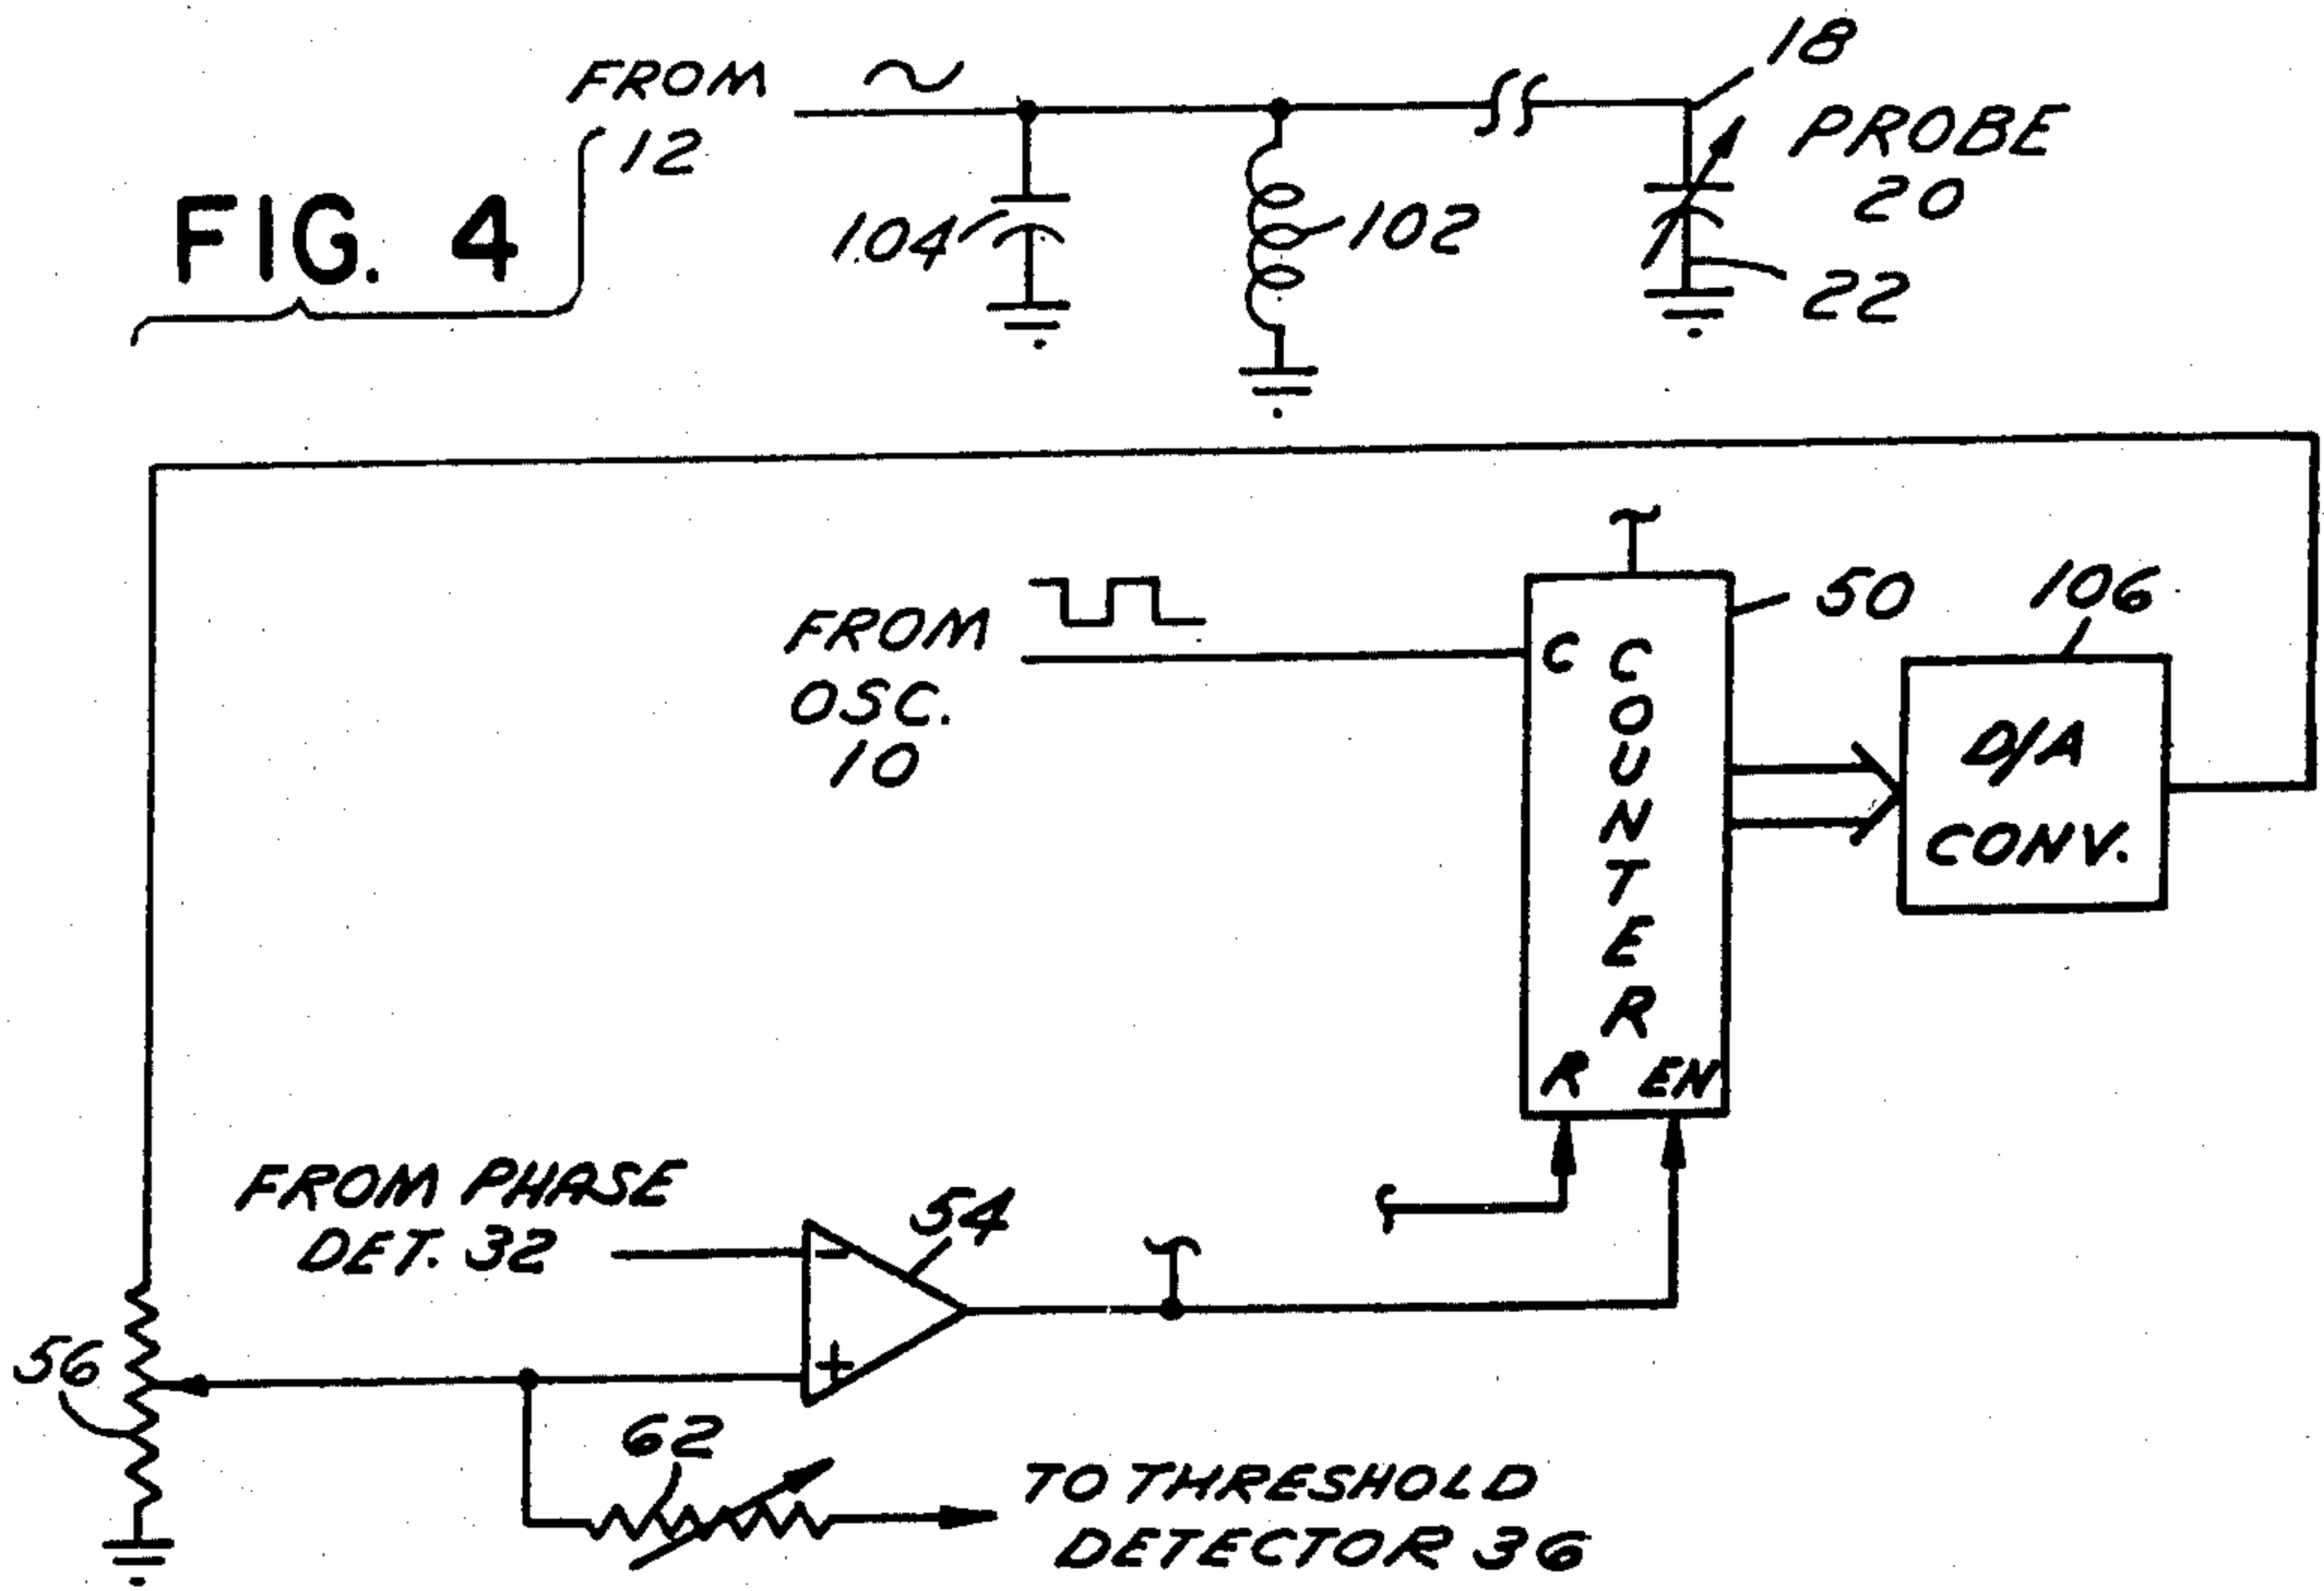 FROM
12
FIG. 4
18
PROBE
20
104
102
22
FROM
OSC.
10
C
COUNTER
R EN
50
106
D/A
CONV.
FROM PHASE
DET. 32
54
-
+
56
62
TO THRESHOLD
DETECTOR 36